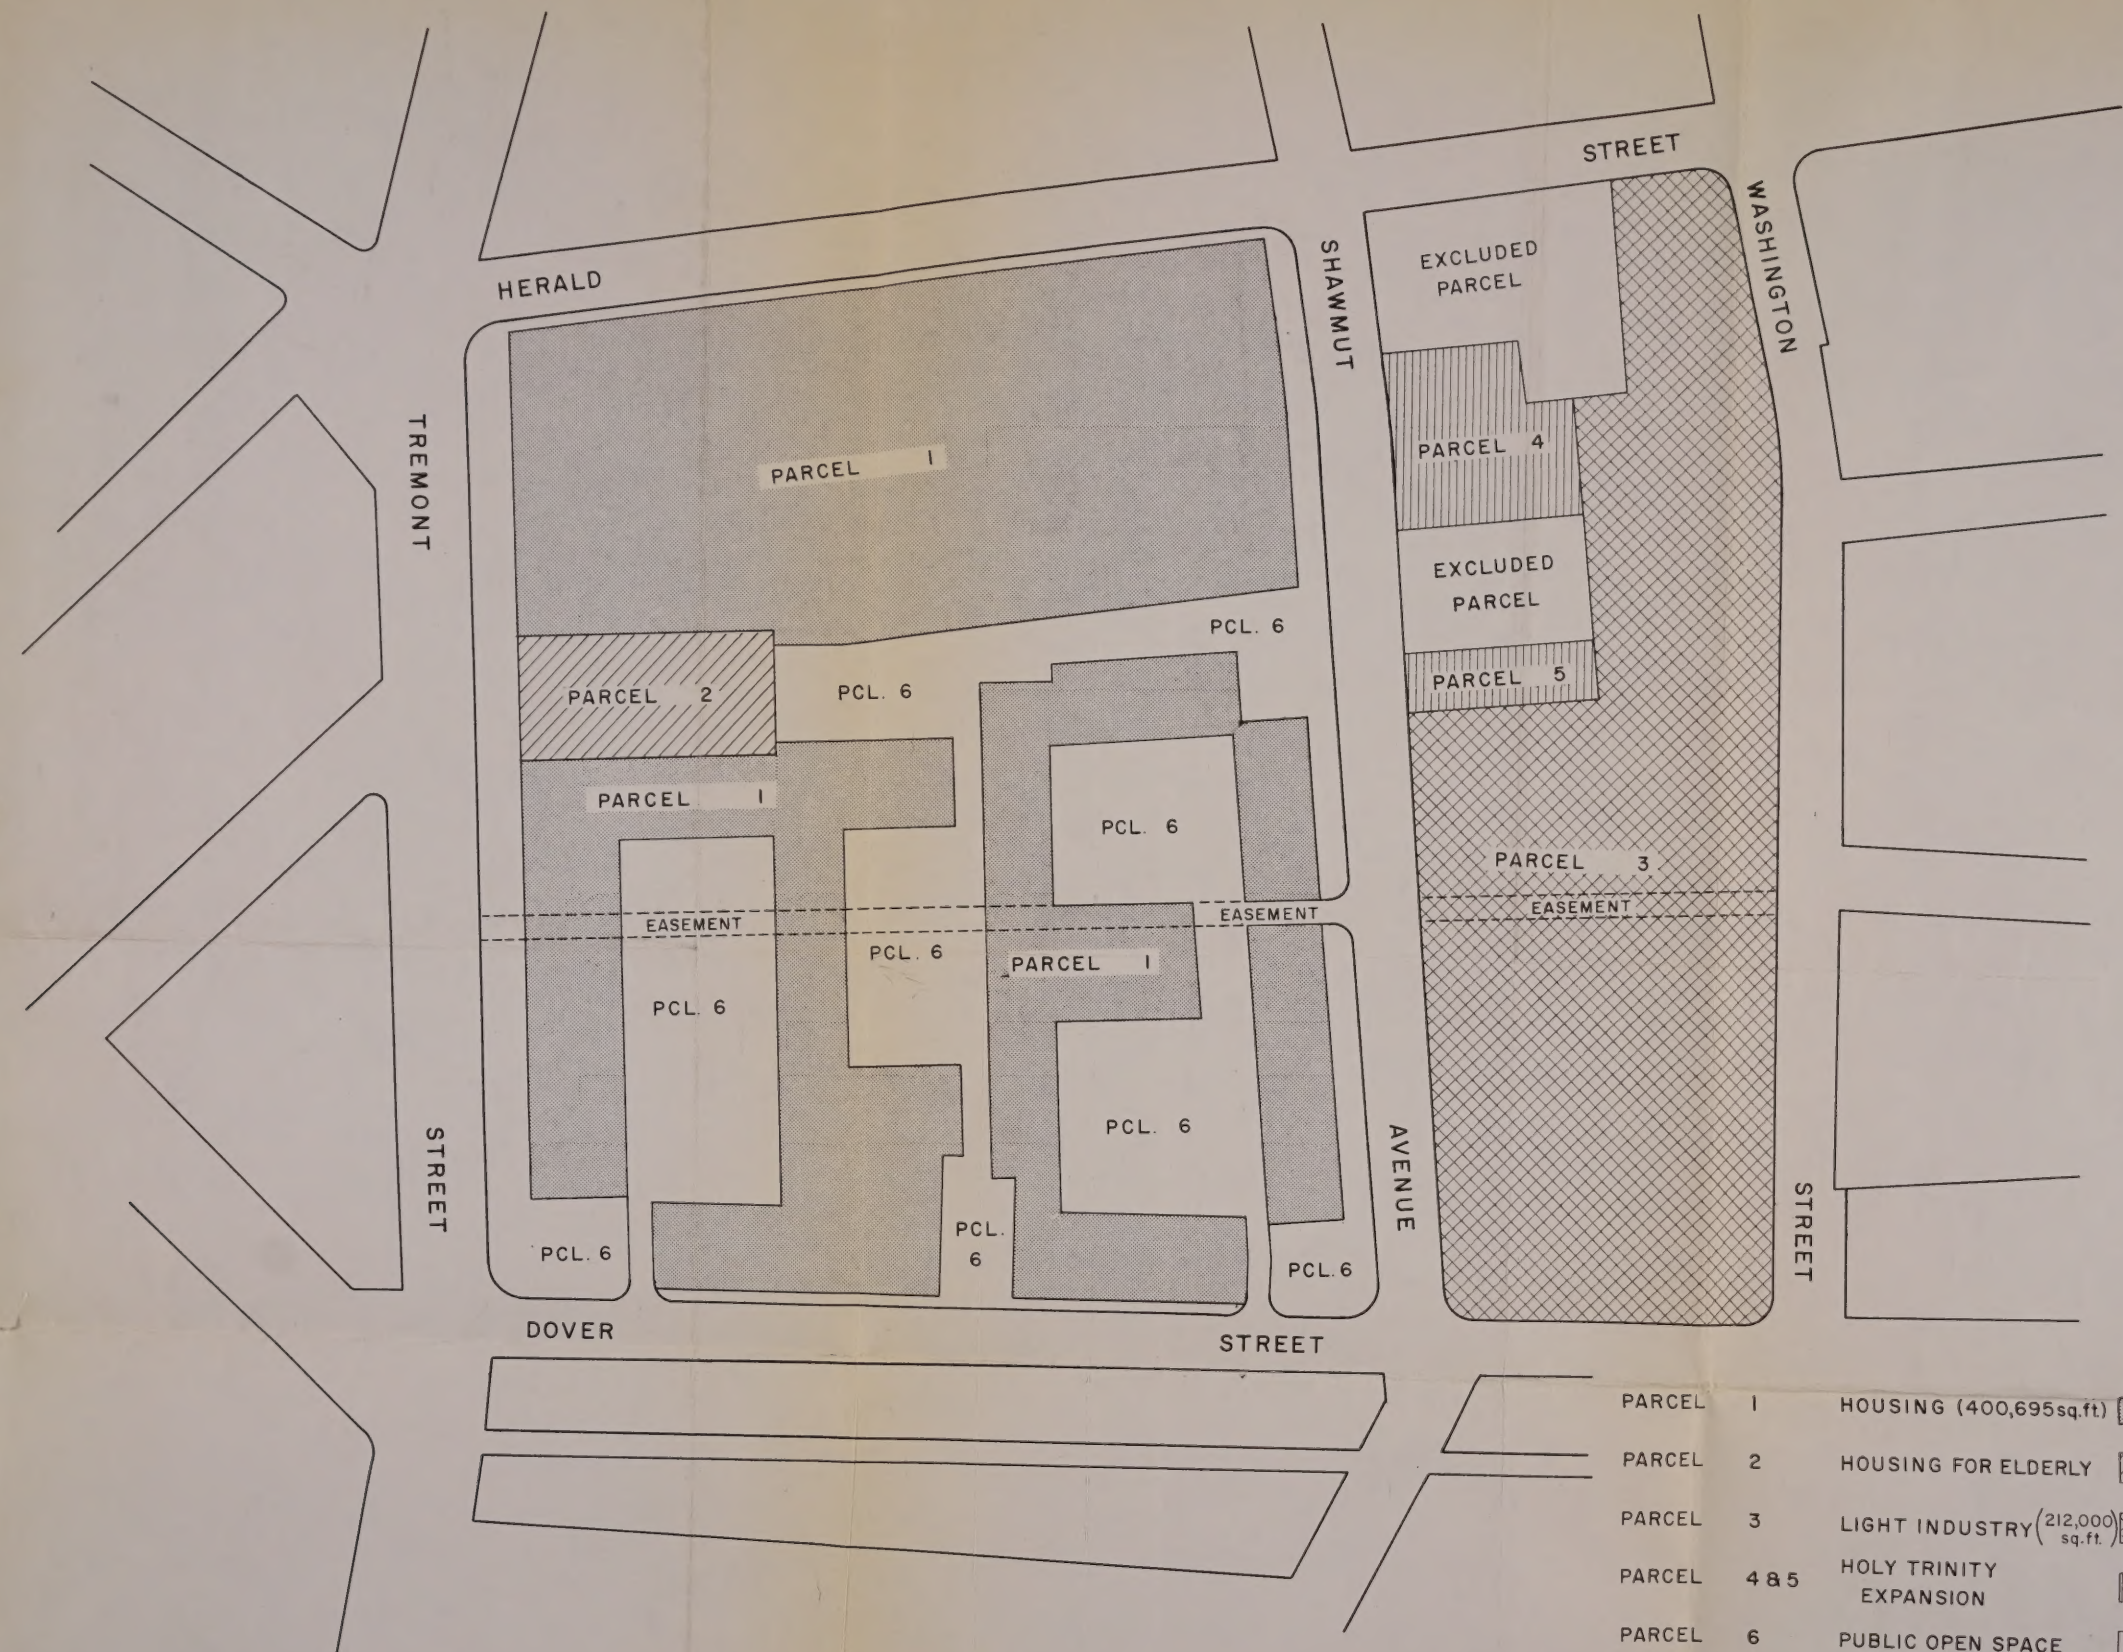 STREET
HERALD
WASHINGTON
SHAWMUT
EXCLUDED
PARCEL
TREMONT
PARCEL 1
PARCEL 4
EXCLUDED
PARCEL
PCL. 6
PARCEL 2
PCL. 6
PARCEL 5
PARCEL 1
PCL. 6
PARCEL 3
EASEMENT
EASEMENT
EASEMENT
PCL. 6
PARCEL 1
PCL. 6
PCL. 6
STREET
AVENUE
STREET
PCL. 6
PCL.
6
PCL. 6
DOVER
STREET
PARCEL 1 HOUSING (400,695sq.ft.)
PARCEL 2 HOUSING FOR ELDERLY
PARCEL 3 LIGHT INDUSTRY (212,000
sq.ft.)
PARCEL 4 & 5 HOLY TRINITY
EXPANSION
PARCEL 6 PUBLIC OPEN SPACE